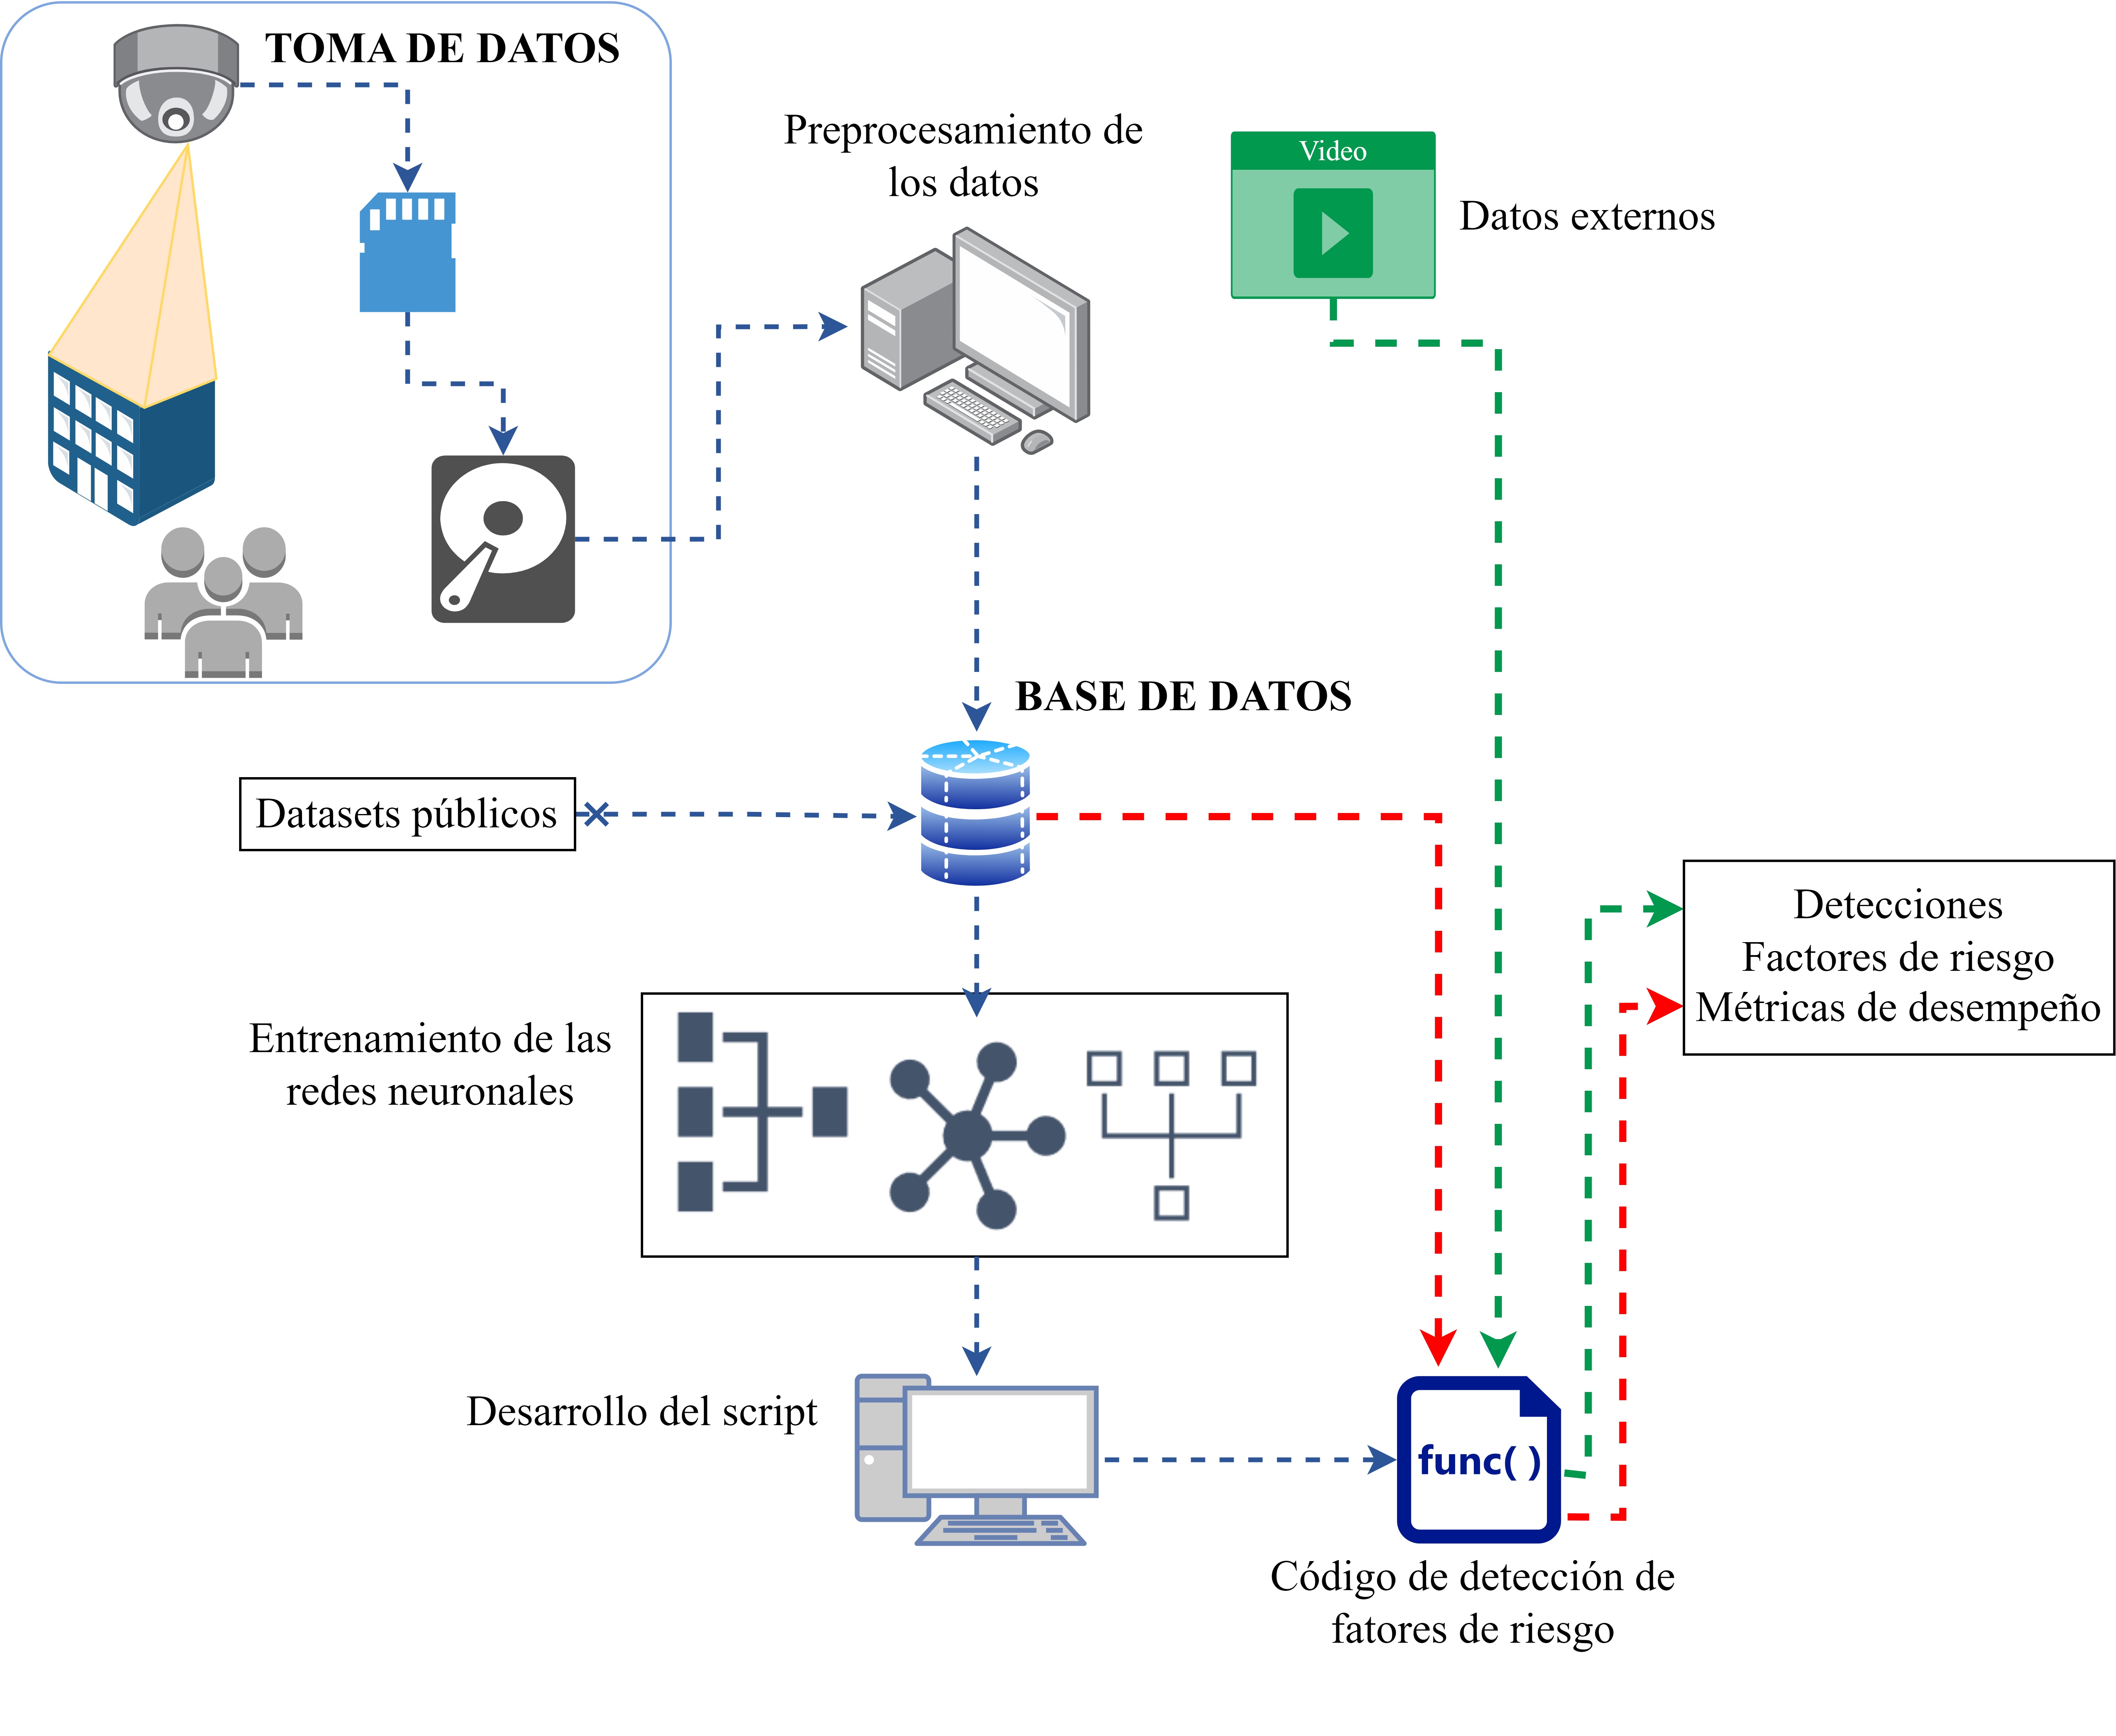 TOMA DE DATOS
Preprocesamiento de
los datos
Video
Datos externos
BASE DE DATOS
Datasets públicos
Detecciones
Factores de riesgo
Métricas de desempeño
Entrenamiento de las
redes neuronales
Desarrollo del script
func( )
Código de detección de
fatores de riesgo